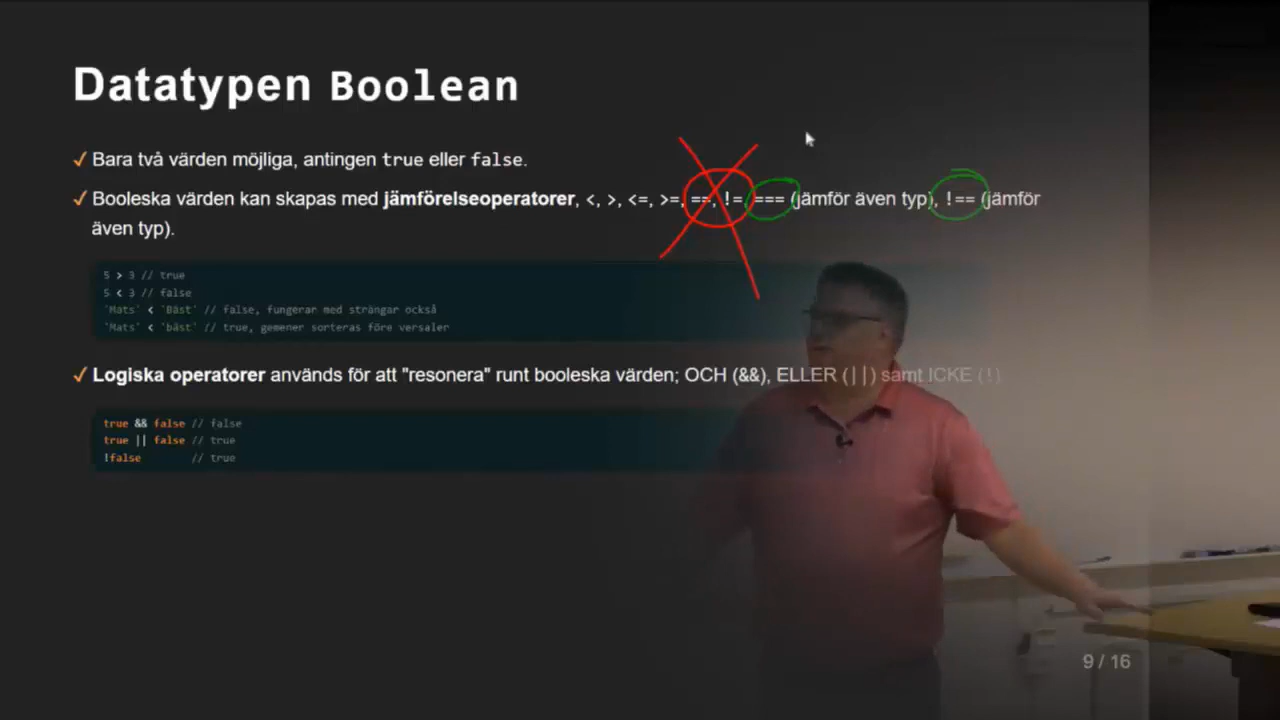 Datatypen Boolean
✓ Bara två värden möjliga, antingen true eller false.
✓ Booleska värden kan skapas med jämförelseoperatorer, <, >, <=, >=, ==, !=, === (jämför även typ), !== (jämför
även typ).
5 > 3 // true
5 < 3 // false
'Mats' < 'Bäst' // false, fungerar med strängar också
'Mats' < 'bäst' // true, gemener sorteras före versaler
✓ Logiska operatorer används för att "resonera" runt booleska värden; OCH (&&), ELLER (||) samt ICKE (!).
true && false // false
true || false // true
!false // true
9 / 16